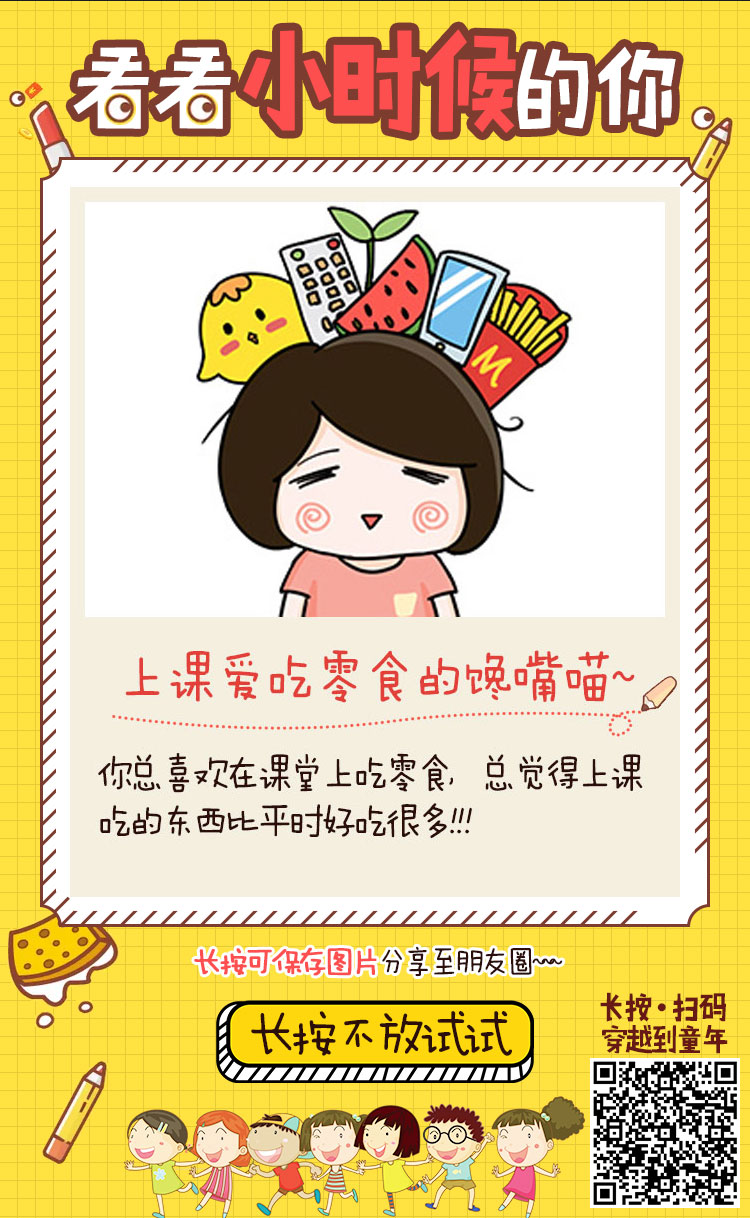 看看小时候的你
M
上课爱吃零食的馋嘴喵~
你总喜欢在课堂上吃零食，总觉得上课
吃的东西比平时好吃很多!!!
长按可保存图片分享至朋友圈~~
长按不放试试
长按·扫码
穿越到童年